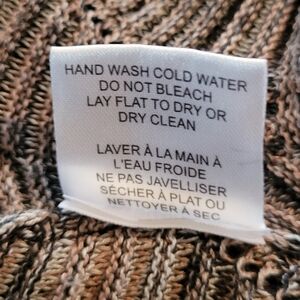 HAND WASH COLD WATER
DO NOT BLEACH
LAY FLAT TO DRY OR
DRY CLEAN
LAVER À LA MAIN À
L'EAU FROIDE
NE PAS JAVELLISER
SÉCHER À PLAT OU
NETTOYER À SEC